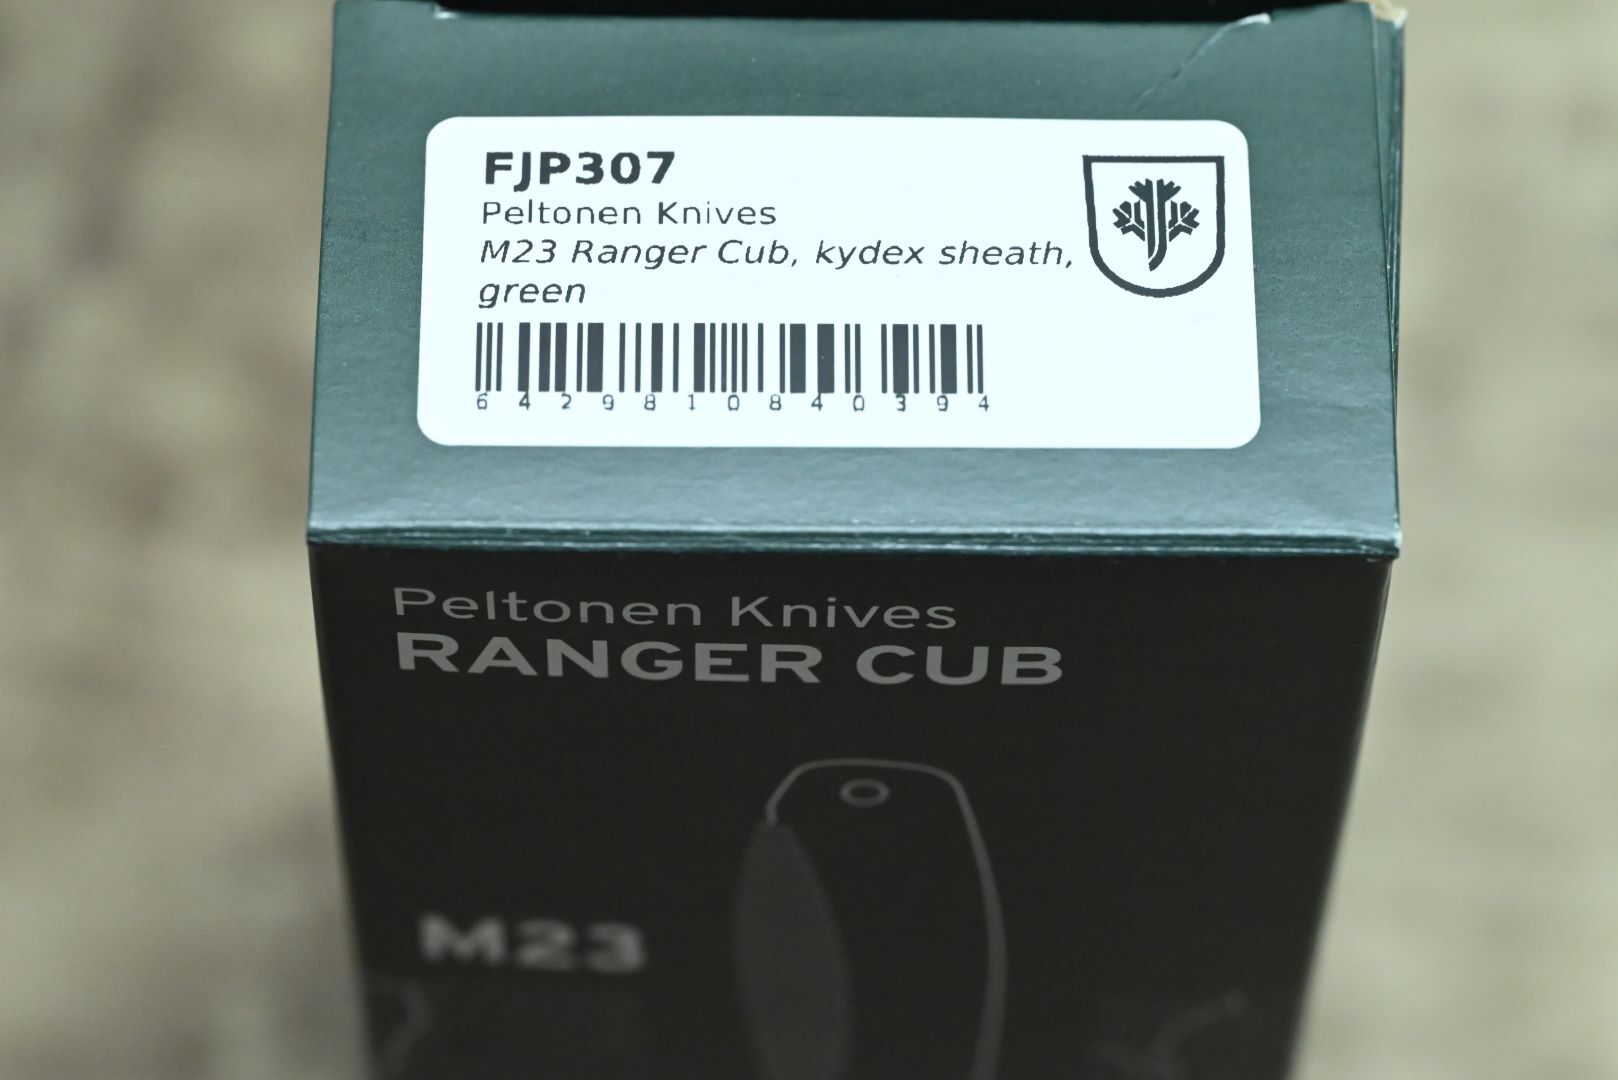 FJP307
Peltonen Knives
M23 Ranger Cub, kydex sheath,
green
6429810840394
Peltonen Knives
RANGER CUB
M23